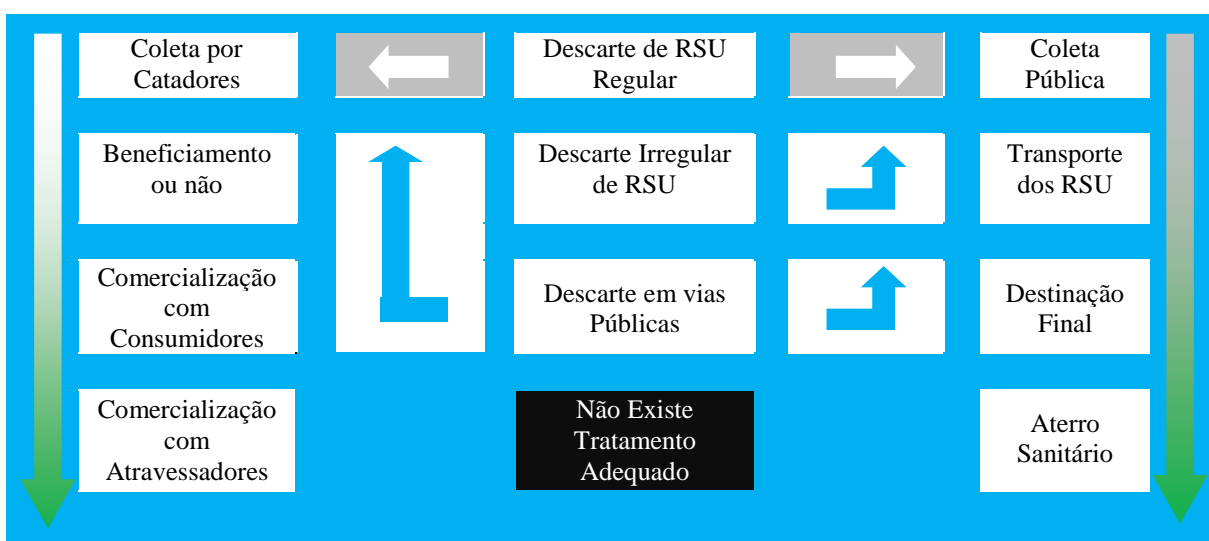 Coleta por
Catadores
Descarte de RSU
Regular
Coleta
Pública
Beneficiamento
ou não
Descarte Irregular
de RSU
Transporte
dos RSU
Comercialização
com
Consumidores
Descarte em vias
Públicas
Destinação
Final
Comercialização
com
Atravessadores
Não Existe
Tratamento
Adequado
Aterro
Sanitário